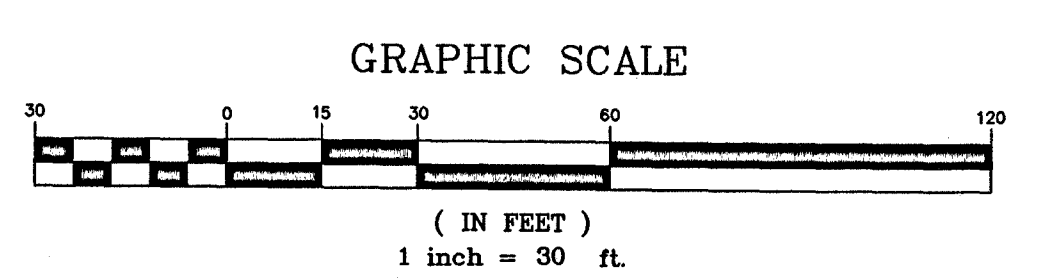 GRAPHIC SCALE
30 0 15 30 60 120
( IN FEET )
1 inch = 30 ft.